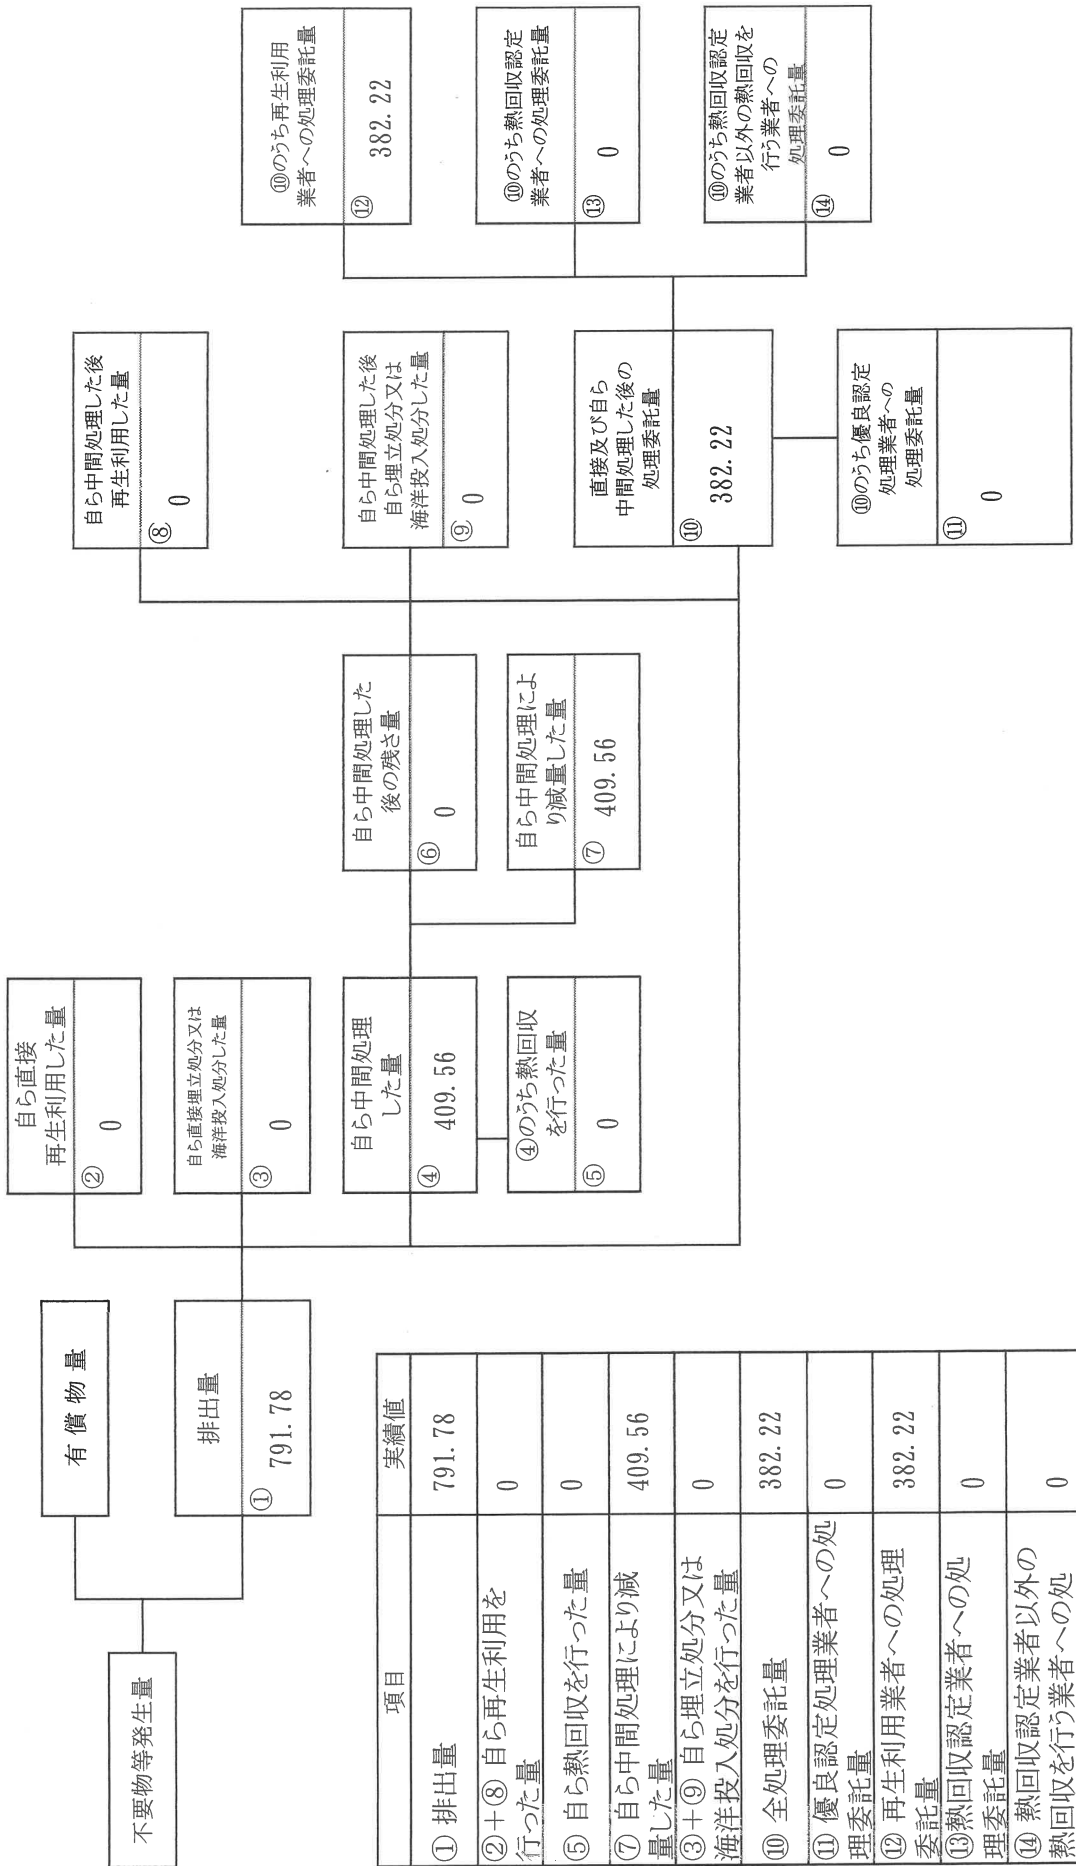 不要物等発生量
有償物量
排出量
① 791.78
自ら直接
再生利用した量
② 0
自ら直接埋立処分又は
海洋投入処分した量
③ 0
自ら中間処理
した量
④ 409.56
④のうち熱回収
を行った量
⑤ 0
自ら中間処理した
後の残さ量
⑥ 0
自ら中間処理によ
り減量した量
⑦ 409.56
自ら中間処理した後
再生利用した量
⑧ 0
自ら中間処理した後
自ら埋立処分又は
海洋投入処分した量
⑨ 0
直接及び自ら
中間処理した後の
処理委託量
⑩ 382.22
⑩のうち優良認定
処理業者への
処理委託量
⑪ 0
⑩のうち再生利用
業者への処理委託量
⑫ 382.22
⑩のうち熱回収認定
業者への処理委託量
⑬ 0
⑩のうち熱回収認定
業者以外の熱回収を
行う業者への
処理委託量
⑭ 0
項目 実績値
① 排出量 791.78
②+⑧ 自ら再生利用を
行った量 0
⑤ 自ら熱回収を行った量 0
⑦ 自ら中間処理により減
量した量 409.56
③+⑨ 自ら埋立処分又は
海洋投入処分を行った量 0
⑩ 全処理委託量 382.22
⑪ 優良認定処理業者への処
理委託量 0
⑫ 再生利用業者への処理
委託量 382.22
⑬熱回収認定業者への処
理委託量 0
⑭ 熱回収認定業者以外の
熱回収を行う業者への処 0